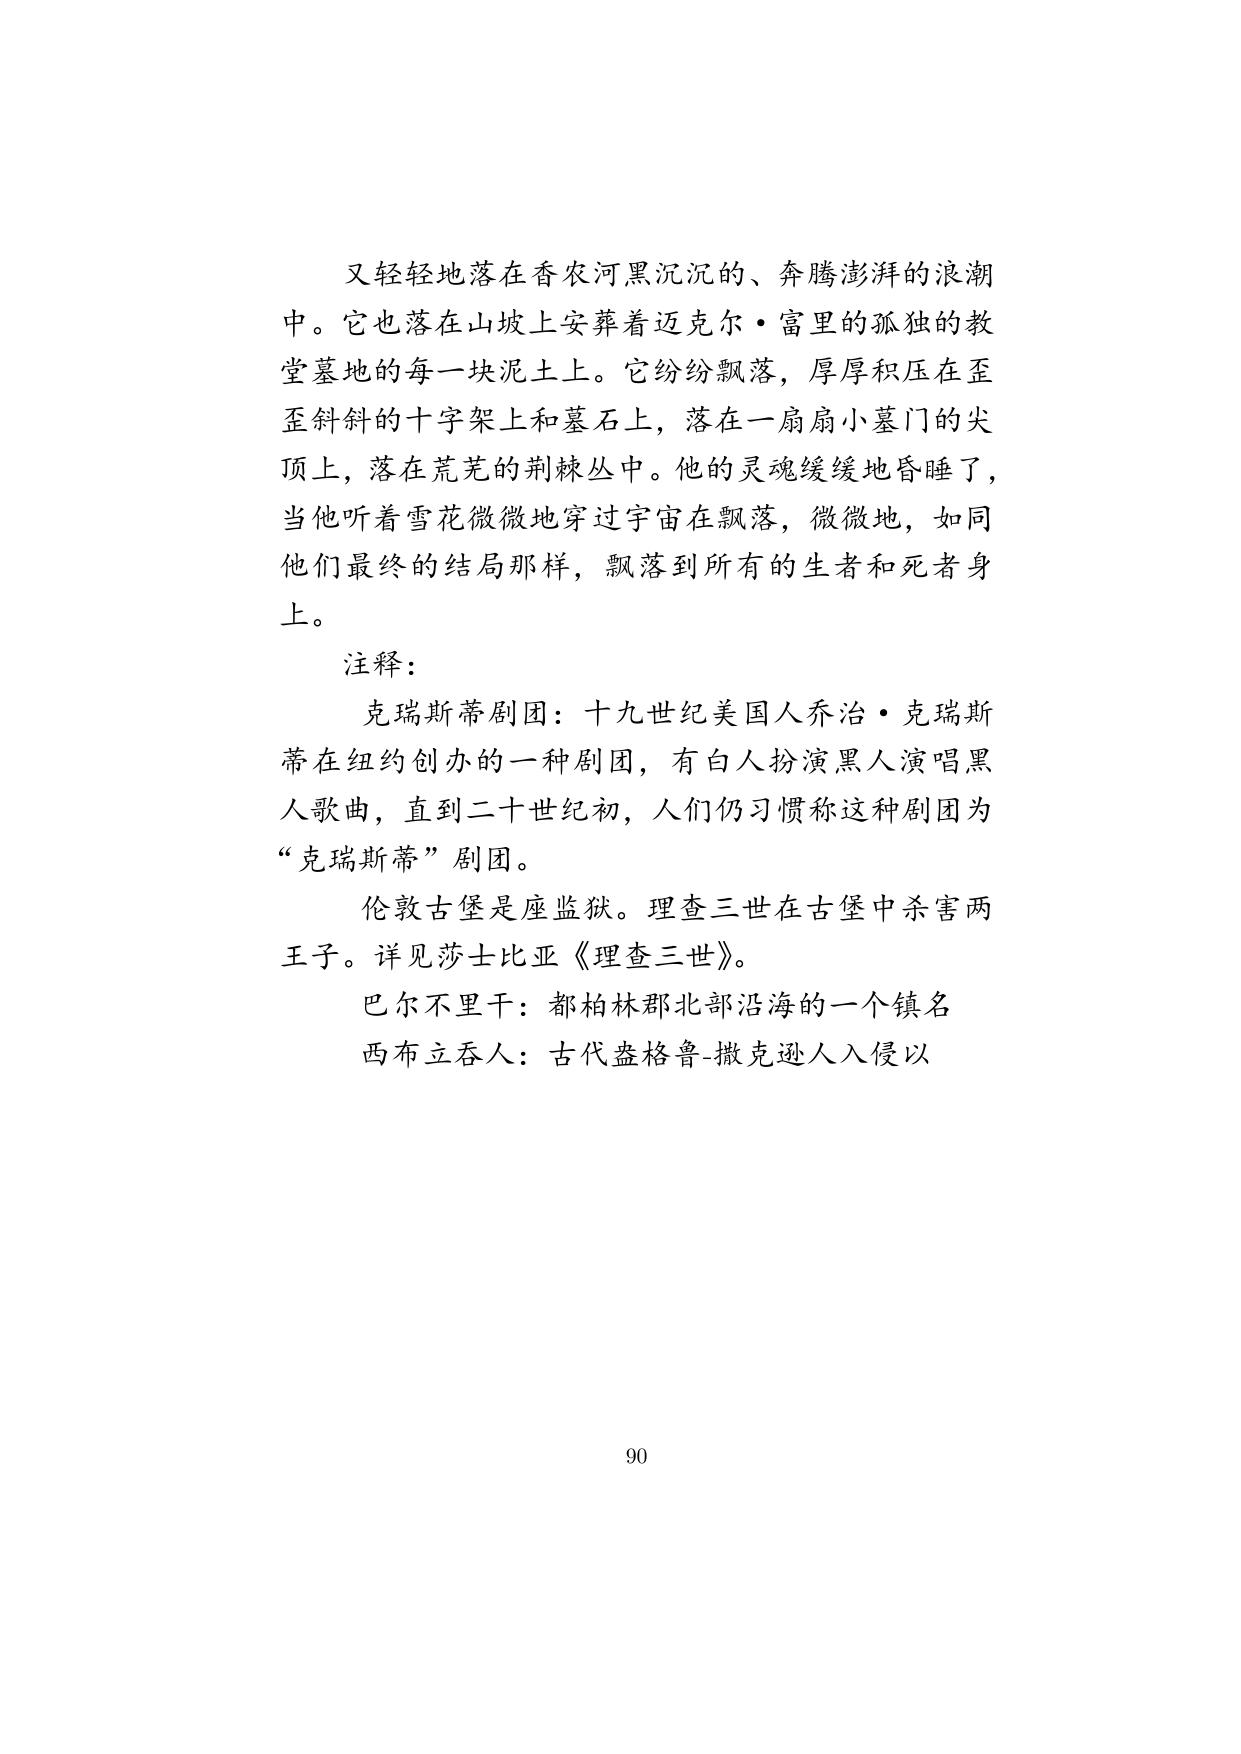 又轻轻地落在香农河黑沉沉的、奔腾澎湃的浪潮
中。它也落在山坡上安葬着迈克尔·富里的孤独的教
堂墓地的每一块泥土上。它纷纷飘落，厚厚积压在歪
歪斜斜的十字架上和墓石上，落在一扇扇小墓门的尖
顶上，落在荒芜的荆棘丛中。他的灵魂缓缓地昏睡了，
当他听着雪花微微地穿过宇宙在飘落，微微地，如同
他们最终的结局那样，飘落到所有的生者和死者身
上。
注释：
克瑞斯蒂剧团：十九世纪美国人乔治·克瑞斯
蒂在纽约创办的一种剧团，有白人扮演黑人演唱黑
人歌曲，直到二十世纪初，人们仍习惯称这种剧团为
“克瑞斯蒂”剧团。
伦敦古堡是座监狱。理查三世在古堡中杀害两
王子。详见莎士比亚《理查三世》。
巴尔不里干：都柏林郡北部沿海的一个镇名
西布立吞人：古代盎格鲁-撒克逊人入侵以
90